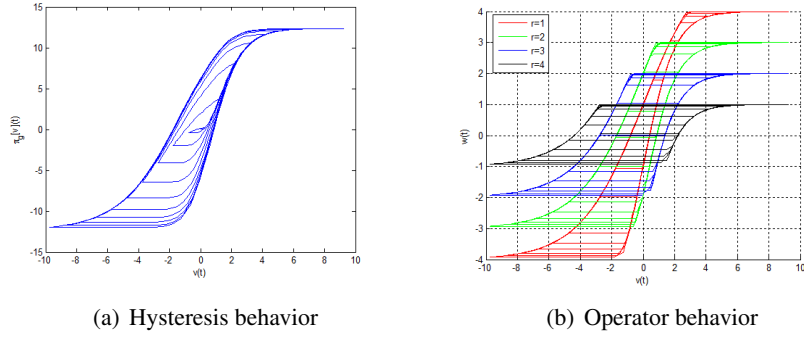 15
10
5
0
-5
-10
-15
-10 -8 -6 -4 -2 0 2 4 6 8 10
v(t)
(a) Hysteresis behavior
r=1
r=2
r=3
r=4
4
3
2
1
0
-1
-2
-3
-4
w(t)
-10 -8 -6 -4 -2 0 2 4 6 8 10
v(t)
(b) Operator behavior